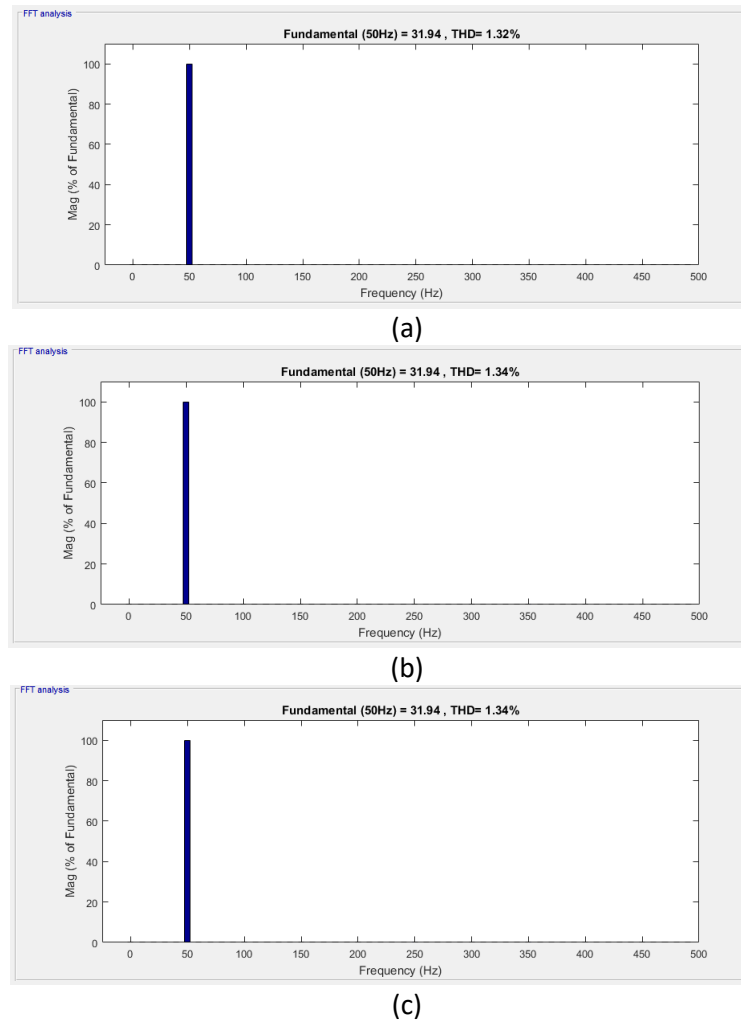 FFT analysis
Fundamental (50Hz) = 31.94 , THD= 1.32%
Mag (% of Fundamental)
100
80
60
40
20
0
0 50 100 150 200 250 300 350 400 450 500
Frequency (Hz)
(a)
FFT analysis
Fundamental (50Hz) = 31.94 , THD= 1.34%
Mag (% of Fundamental)
100
80
60
40
20
0
0 50 100 150 200 250 300 350 400 450 500
Frequency (Hz)
(b)
FFT analysis
Fundamental (50Hz) = 31.94 , THD= 1.34%
Mag (% of Fundamental)
100
80
60
40
20
0
0 50 100 150 200 250 300 350 400 450 500
Frequency (Hz)
(c)